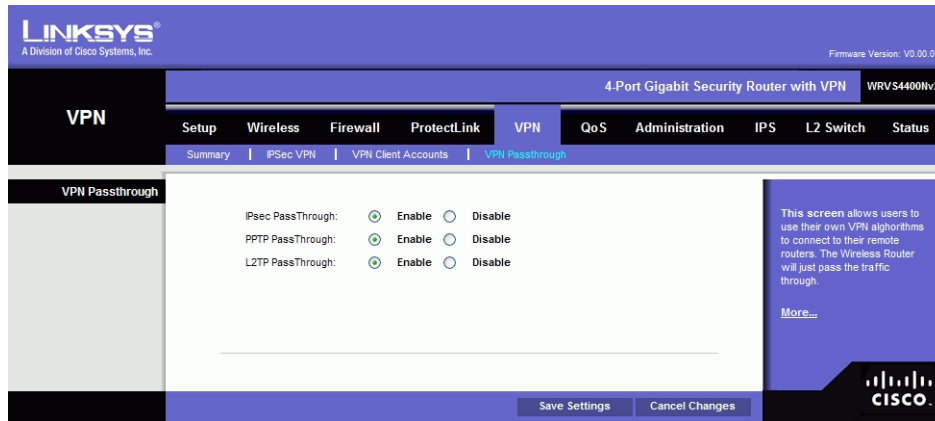 LINKSYS®
A Division of Cisco Systems, Inc.
Firmware Version: V0.00.0
4-Port Gigabit Security Router with VPN
WRVS4400Nv
VPN
Setup Wireless Firewall ProtectLink VPN QoS Administration IPS L2 Switch Status
Summary | IPSec VPN | VPN Client Accounts | VPN Passthrough
VPN Passthrough
IPsec PassThrough: Enable Disable
PPTP PassThrough: Enable Disable
L2TP PassThrough: Enable Disable
This screen allows users to
use their own VPN alghorithms
to connect to their remote
routers. The Wireless Router
will just pass the traffic
through.
More...
Save Settings Cancel Changes
CISCO.